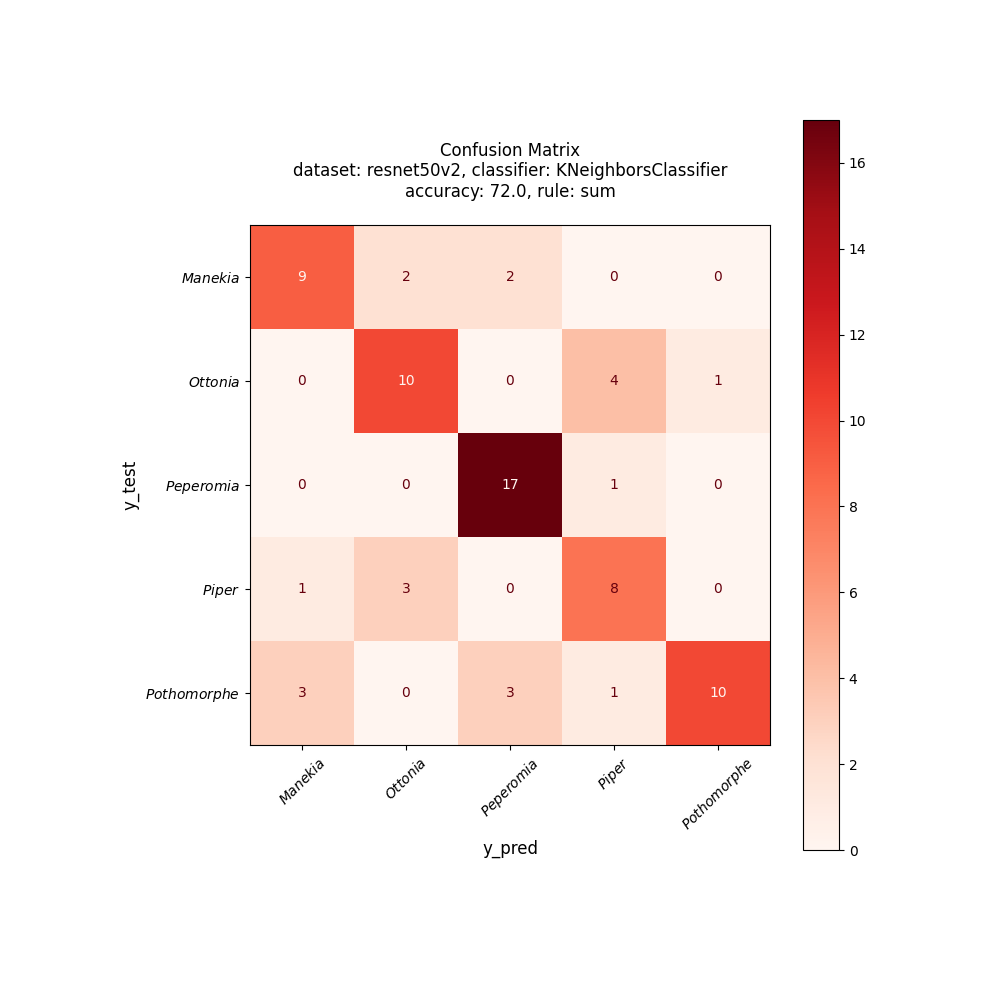 Confusion Matrix
dataset: resnet50v2, classifier: KNeighborsClassifier
accuracy: 72.0, rule: sum
Manekia 9 2 2 0 0
Ottonia 0 10 0 4 1
Peperomia 0 0 17 1 0
Piper 1 3 0 8 0
Pothomorphe 3 0 3 1 10
y_test
Manekia Ottonia Peperomia Piper Pothomorphe
y_pred
16
14
12
10
8
6
4
2
0